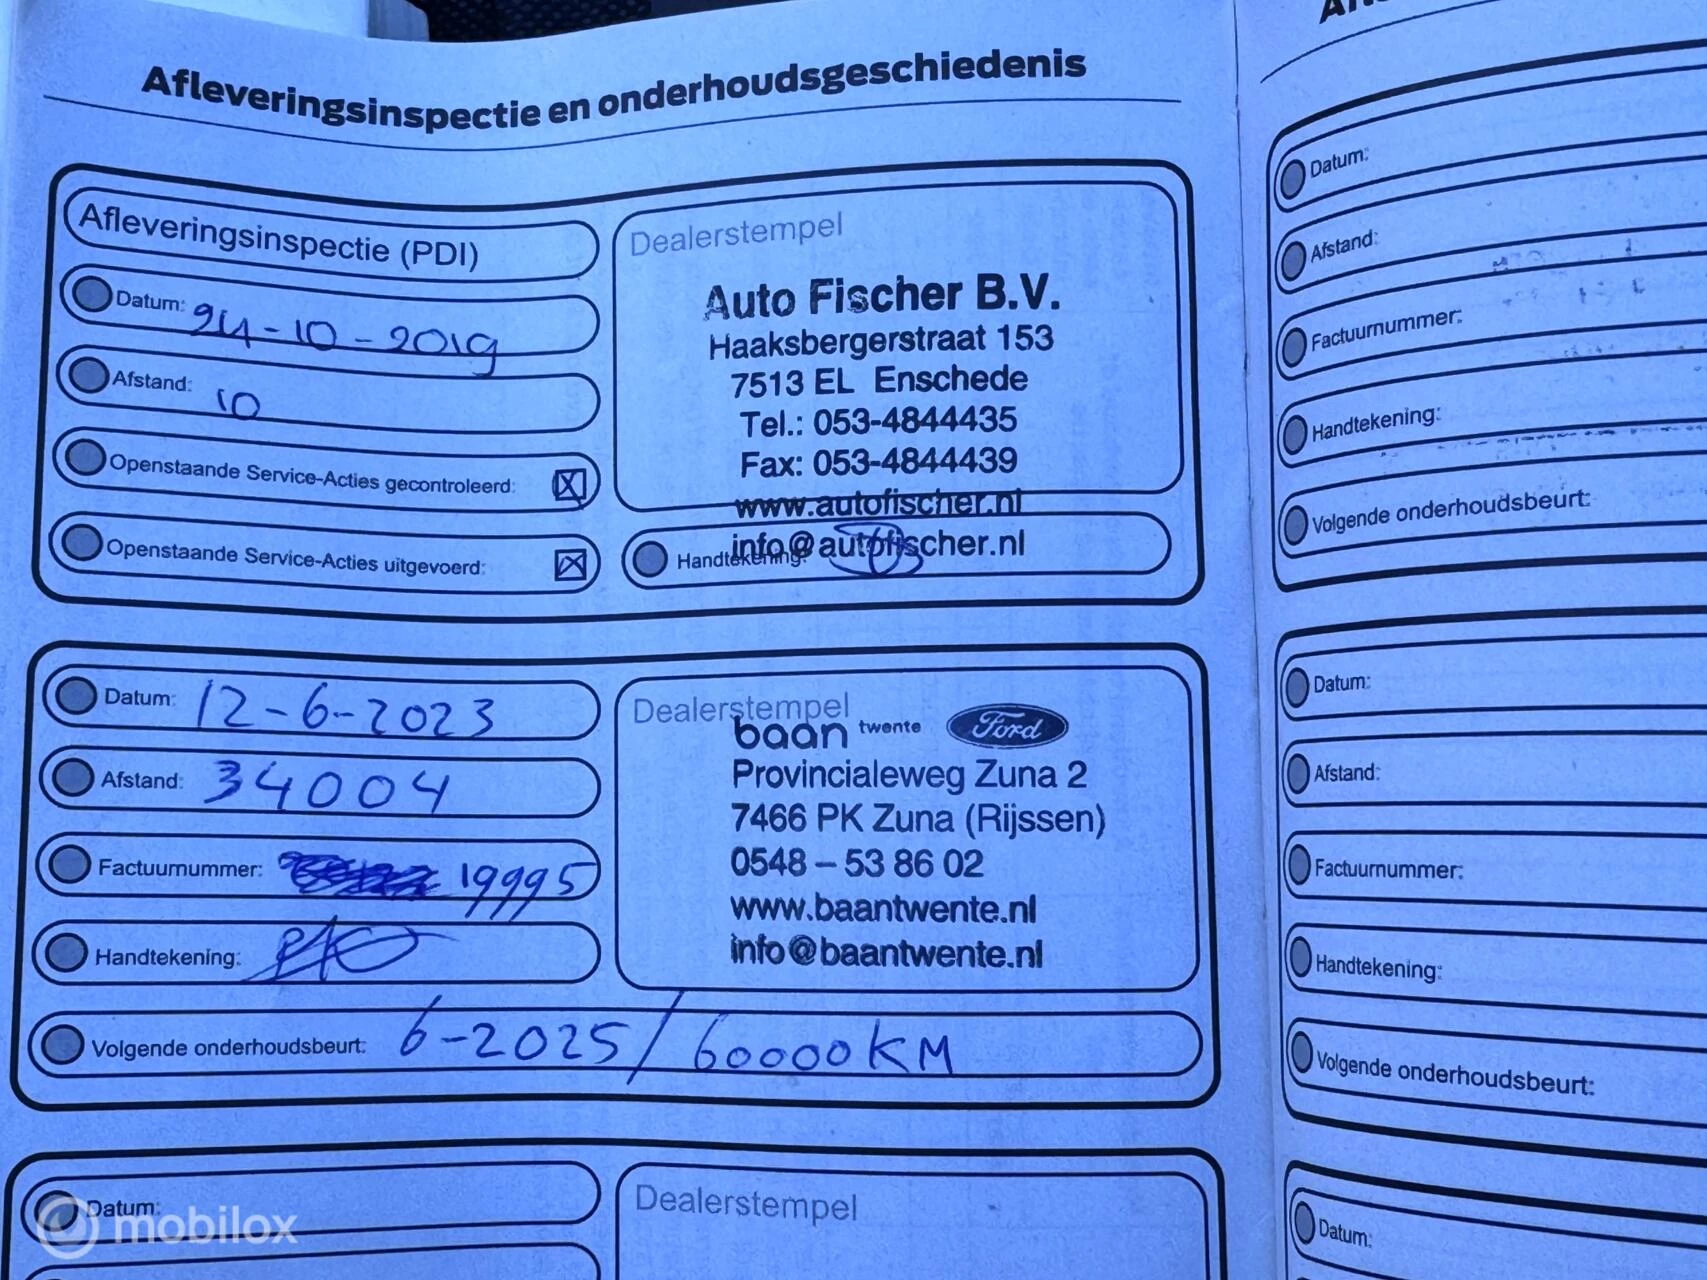 Afleveringsinspectie en onderhoudsgeschiedenis
Afleveringsinspectie (PDI)
Datum: 24-10-2019
Afstand: 10
Openstaande Service-Acties gecontroleerd: X
Openstaande Service-Acties uitgevoerd: X
Dealerstempel
Auto Fischer B.V.
Haaksbergerstraat 153
7513 EL Enschede
Tel.: 053-4844435
Fax: 053-4844439
www.autofischer.nl
info@autofischer.nl
Handtekening:
Datum: 12-6-2023
Afstand: 34004
Factuurnummer: 19995
Handtekening:
Volgende onderhoudsbeurt: 6-2025 / 60000 KM
Dealerstempel
baan twente Ford
Provincialeweg Zuna 2
7466 PK Zuna (Rijssen)
0548 – 53 86 02
www.baantwente.nl
info@baantwente.nl
Datum:
Dealerstempel
Datum:
Afstand:
Factuurnummer:
Handtekening:
Volgende onderhoudsbeurt:
Datum:
Afstand:
Factuurnummer:
Handtekening:
Volgende onderhoudsbeurt:
Datum:
mobilox